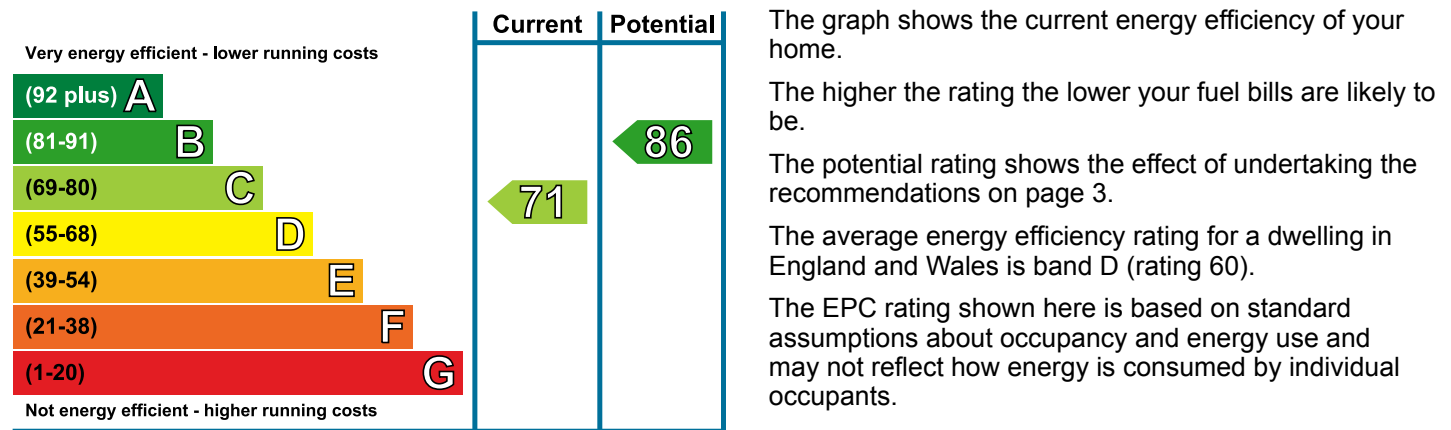 Current Potential
Very energy efficient - lower running costs
(92 plus) A
(81-91) B
86
(69-80) C
71
(55-68) D
(39-54) E
(21-38) F
(1-20) G
Not energy efficient - higher running costs
The graph shows the current energy efficiency of your
home.
The higher the rating the lower your fuel bills are likely to
be.
The potential rating shows the effect of undertaking the
recommendations on page 3.
The average energy efficiency rating for a dwelling in
England and Wales is band D (rating 60).
The EPC rating shown here is based on standard
assumptions about occupancy and energy use and
may not reflect how energy is consumed by individual
occupants.